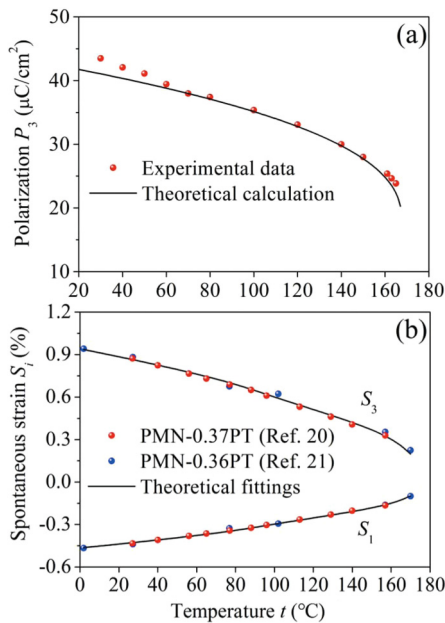 (a)
Polarization P₃ (μC/cm²)
50
40
30
20
10
Experimental data
Theoretical calculation
20 40 60 80 100 120 140 160 180
(b)
Spontaneous strain Sᵢ (%)
1.2
0.9
0.6
0.3
0.0
-0.3
-0.6
S₃
PMN-0.37PT (Ref. 20)
PMN-0.36PT (Ref. 21)
Theoretical fittings
S₁
0 20 40 60 80 100 120 140 160 180
Temperature t (°C)